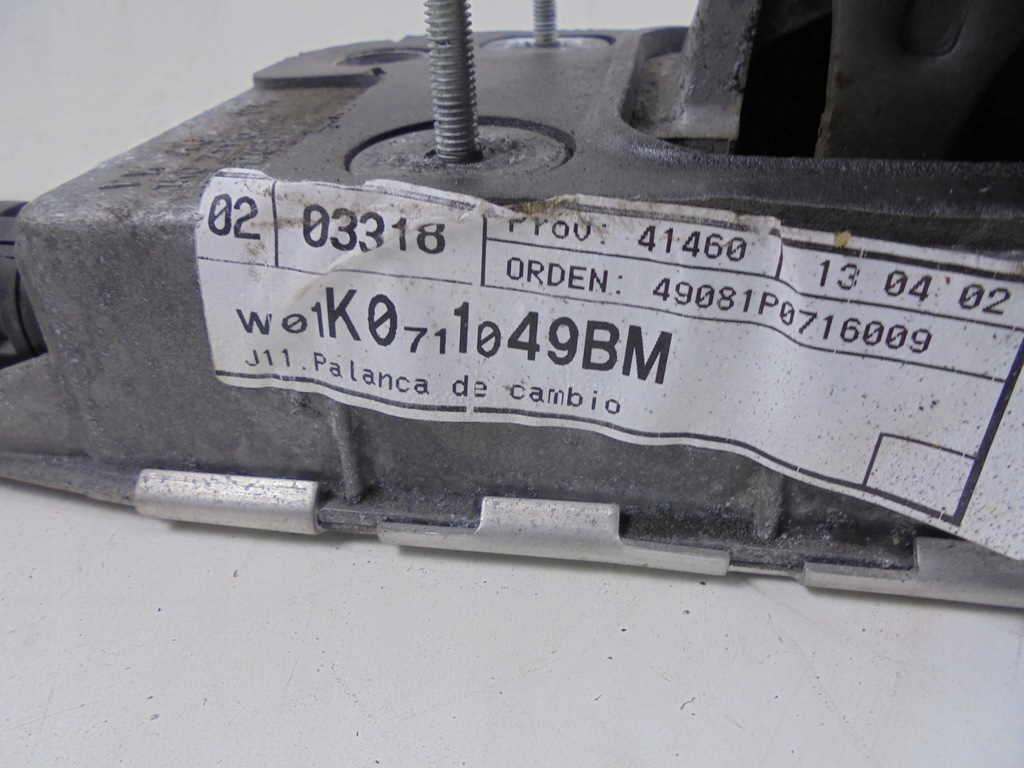 02 03318 Prov: 41460 13 04 02
ORDEN: 49081P0716009
W01K0711049BM
J11.Palanca de cambio